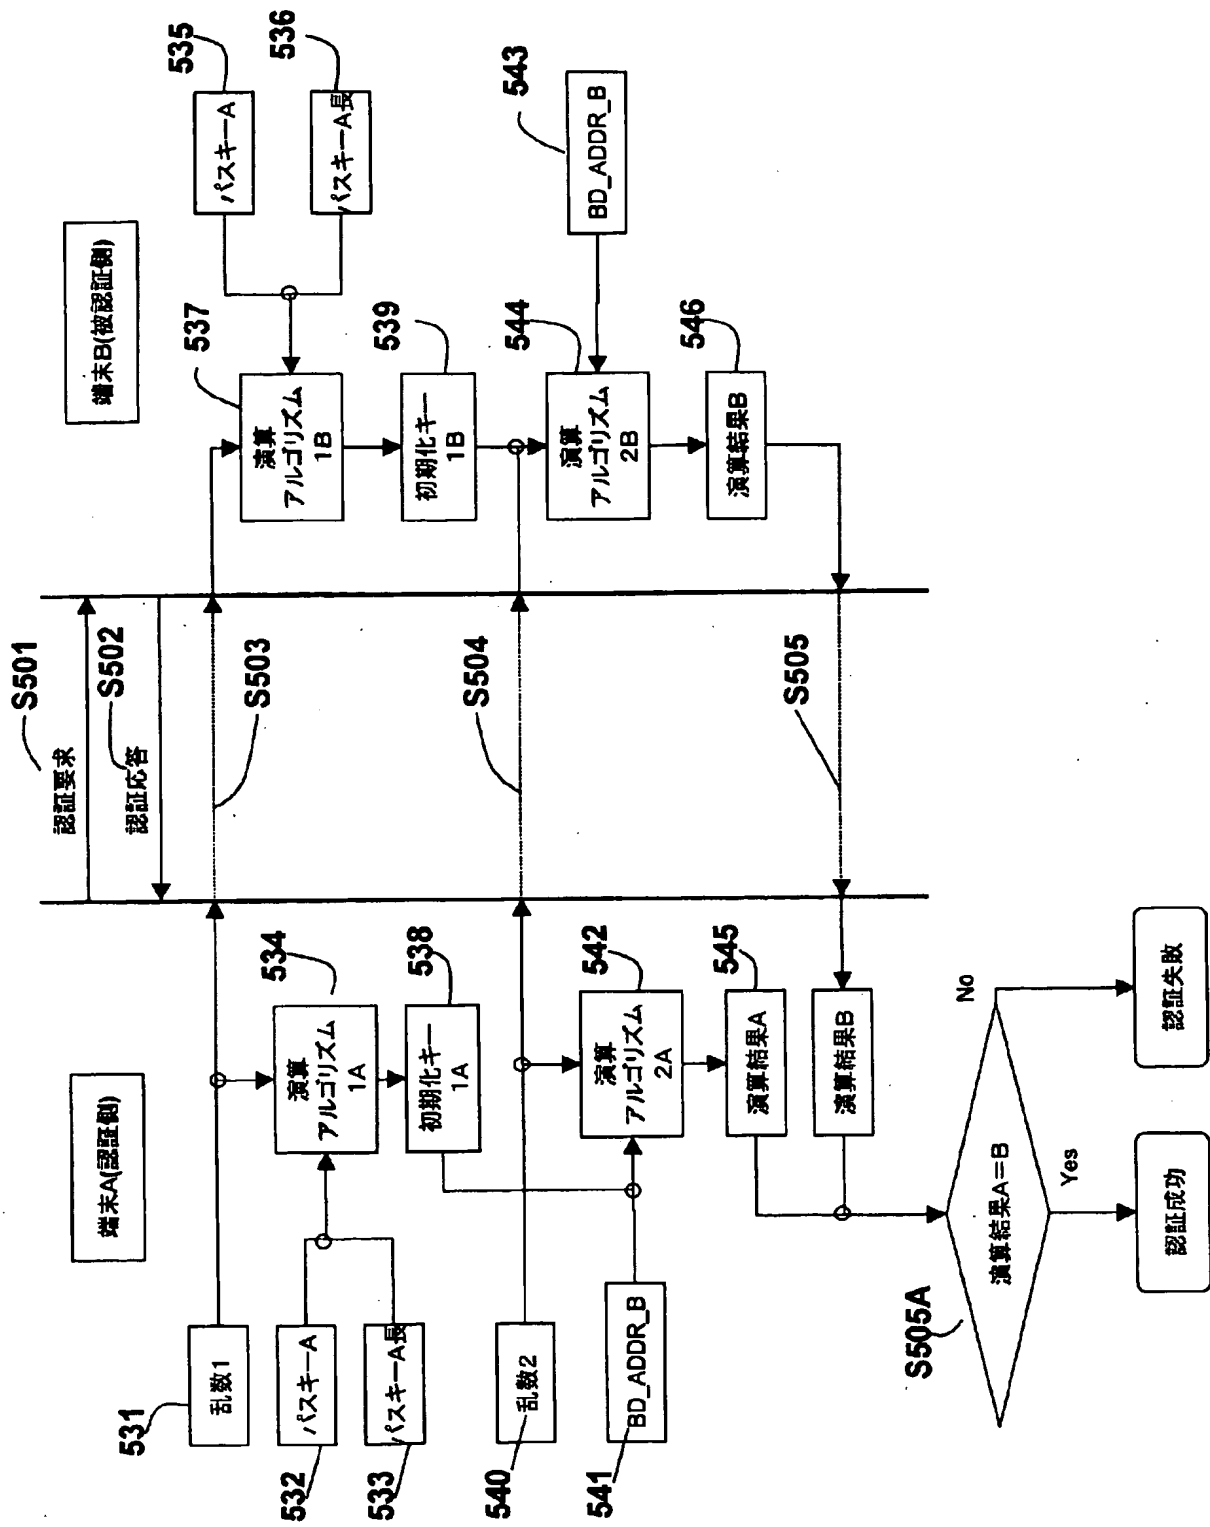 端末A(認証側)
端末B(被認証側)
S501
認証要求
S502
認証応答
531
乱数1
532
パスキーA
533
パスキーA長
534
演算
アルゴリズム
1A
S503
535
パスキーA
536
パスキーA長
537
演算
アルゴリズム
1B
538
初期化キー
1A
539
初期化キー
1B
540
乱数2
541
BD_ADDR_B
542
演算
アルゴリズム
2A
S504
543
BD_ADDR_B
544
演算
アルゴリズム
2B
545
演算結果A
546
演算結果B
S505
演算結果B
S505A
演算結果A=B
No
Yes
認証失敗
認証成功